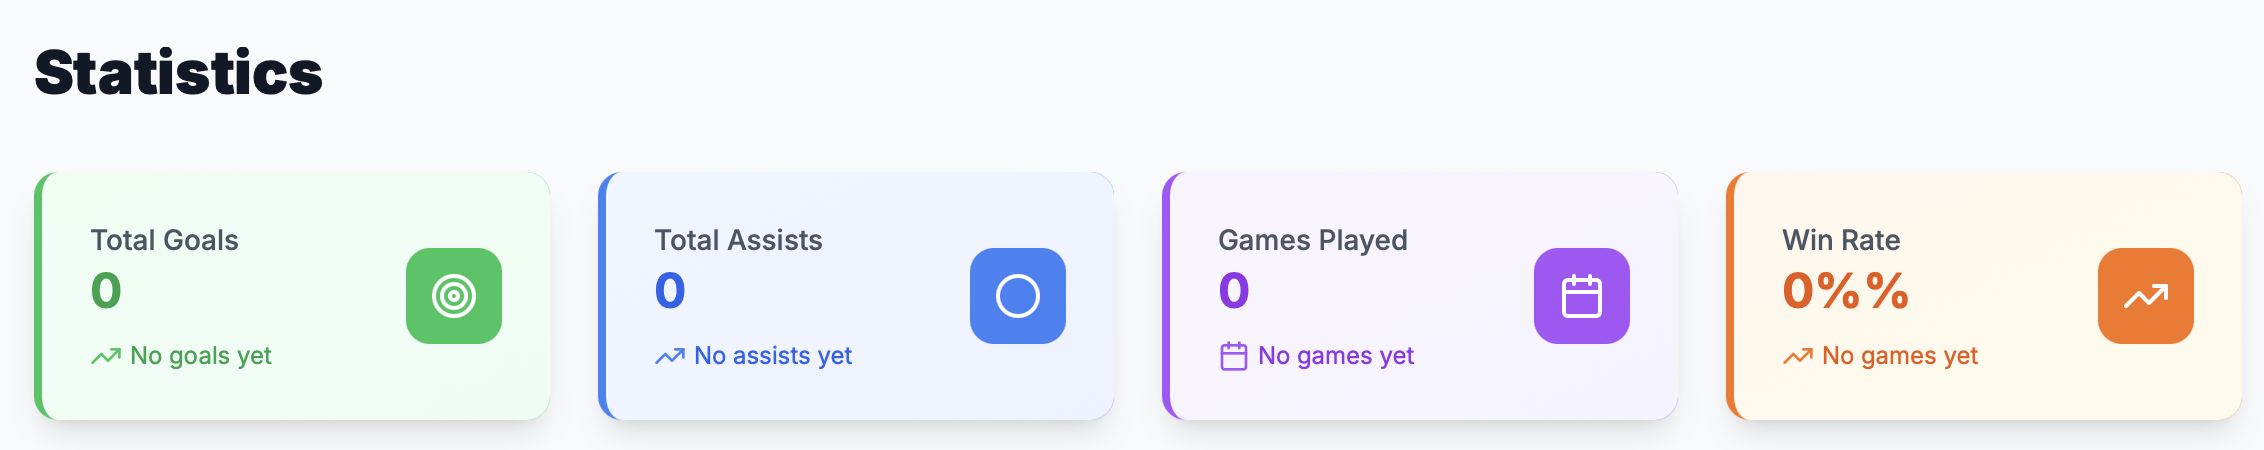 Statistics
Total Goals
0
No goals yet
Total Assists
0
No assists yet
Games Played
0
No games yet
Win Rate
0%%
No games yet